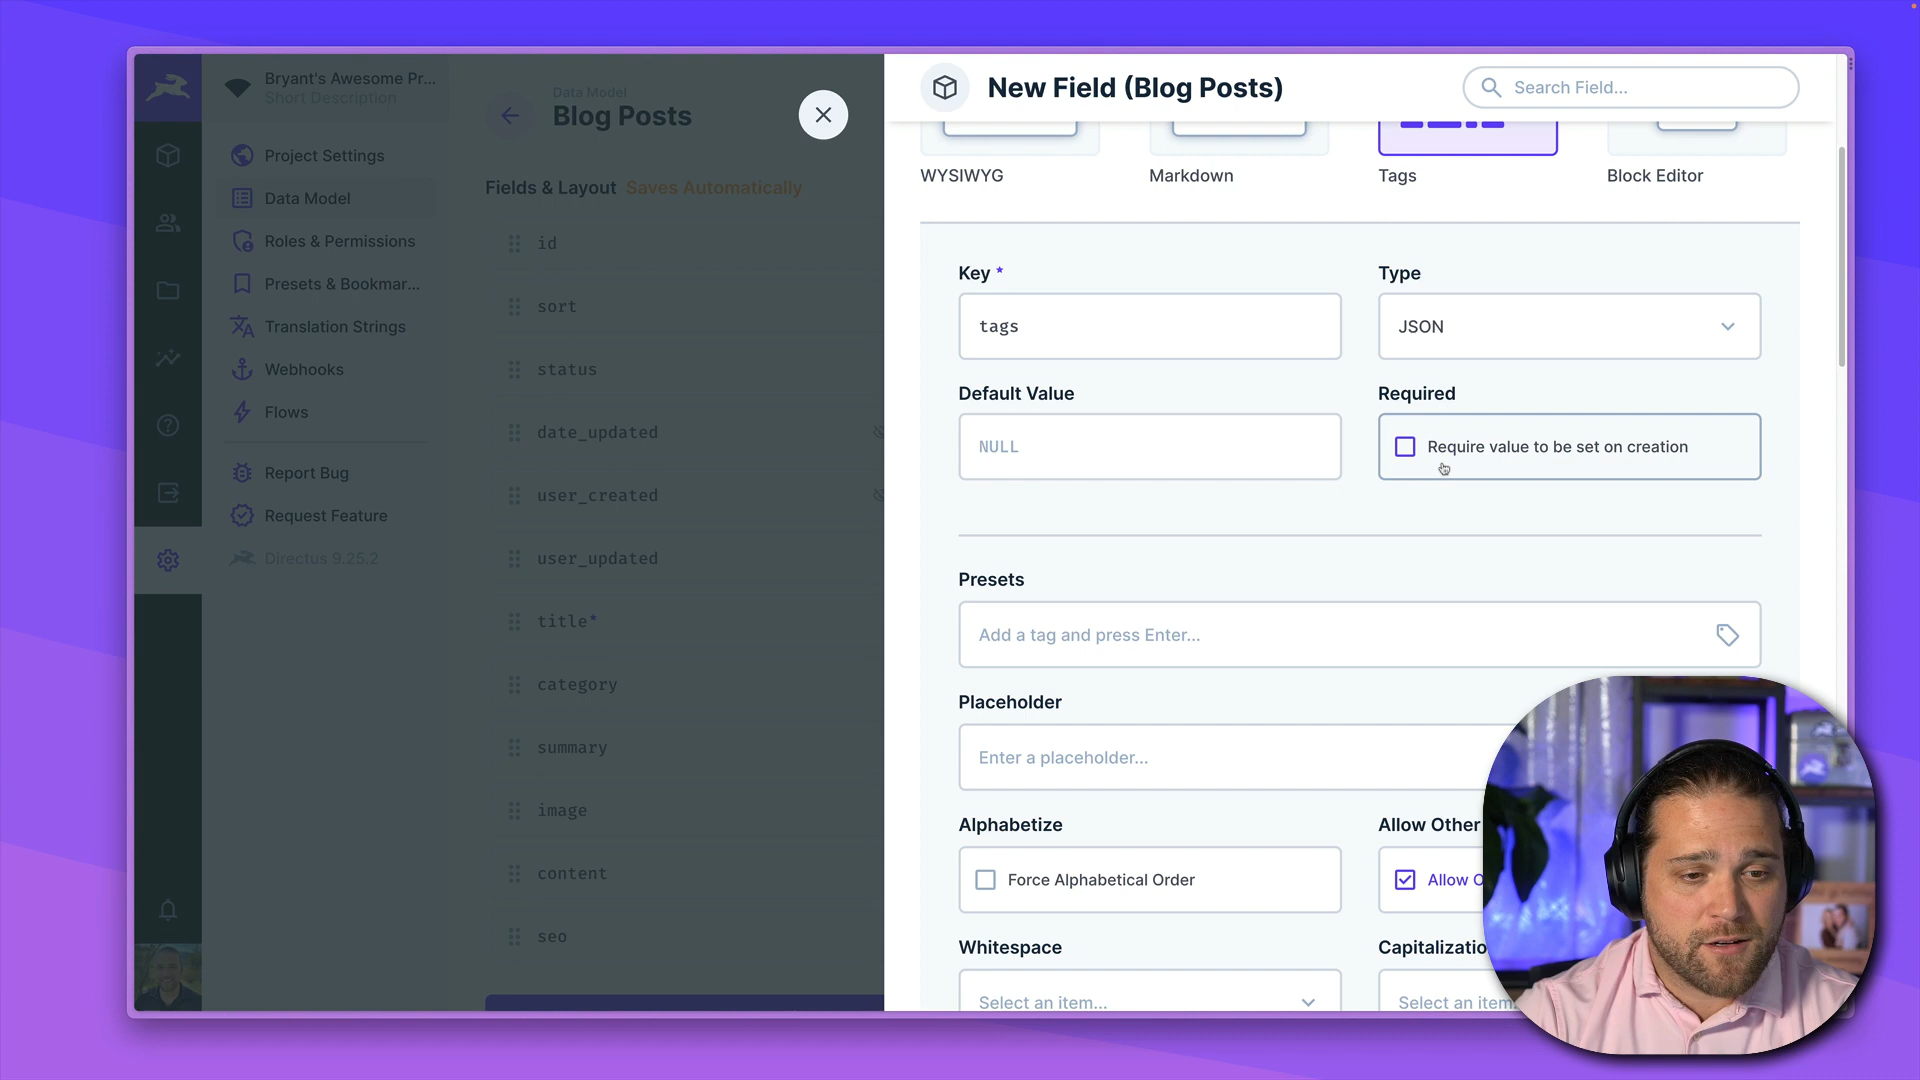 Bryant's Awesome Pr...
Short Description
Project Settings
Data Model
Roles & Permissions
Presets & Bookmar...
Translation Strings
Webhooks
Flows
Report Bug
Request Feature
Directus 9.25.2
Data Model
Blog Posts
Fields & Layout Saves Automatically
id
sort
status
date_updated
user_created
user_updated
title*
category
summary
image
content
seo
New Field (Blog Posts)
Search Field...
WYSIWYG
Markdown
Tags
Block Editor
Key *
tags
Type
JSON
Default Value
NULL
Required
Require value to be set on creation
Presets
Add a tag and press Enter...
Placeholder
Enter a placeholder...
Alphabetize
Force Alphabetical Order
Allow Other
Allow O
Whitespace
Select an item...
Capitalizatio
Select an item